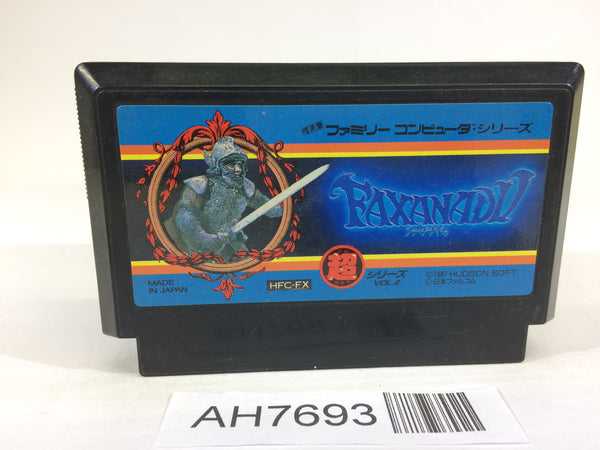 任天堂 ファミリー コンピュータ・シリーズ
FAXANADU
MADE
IN JAPAN
HFC-FX
超
シリーズ
VOL.2
©1987 HUDSON SOFT
©日本ファルコム
AH7693